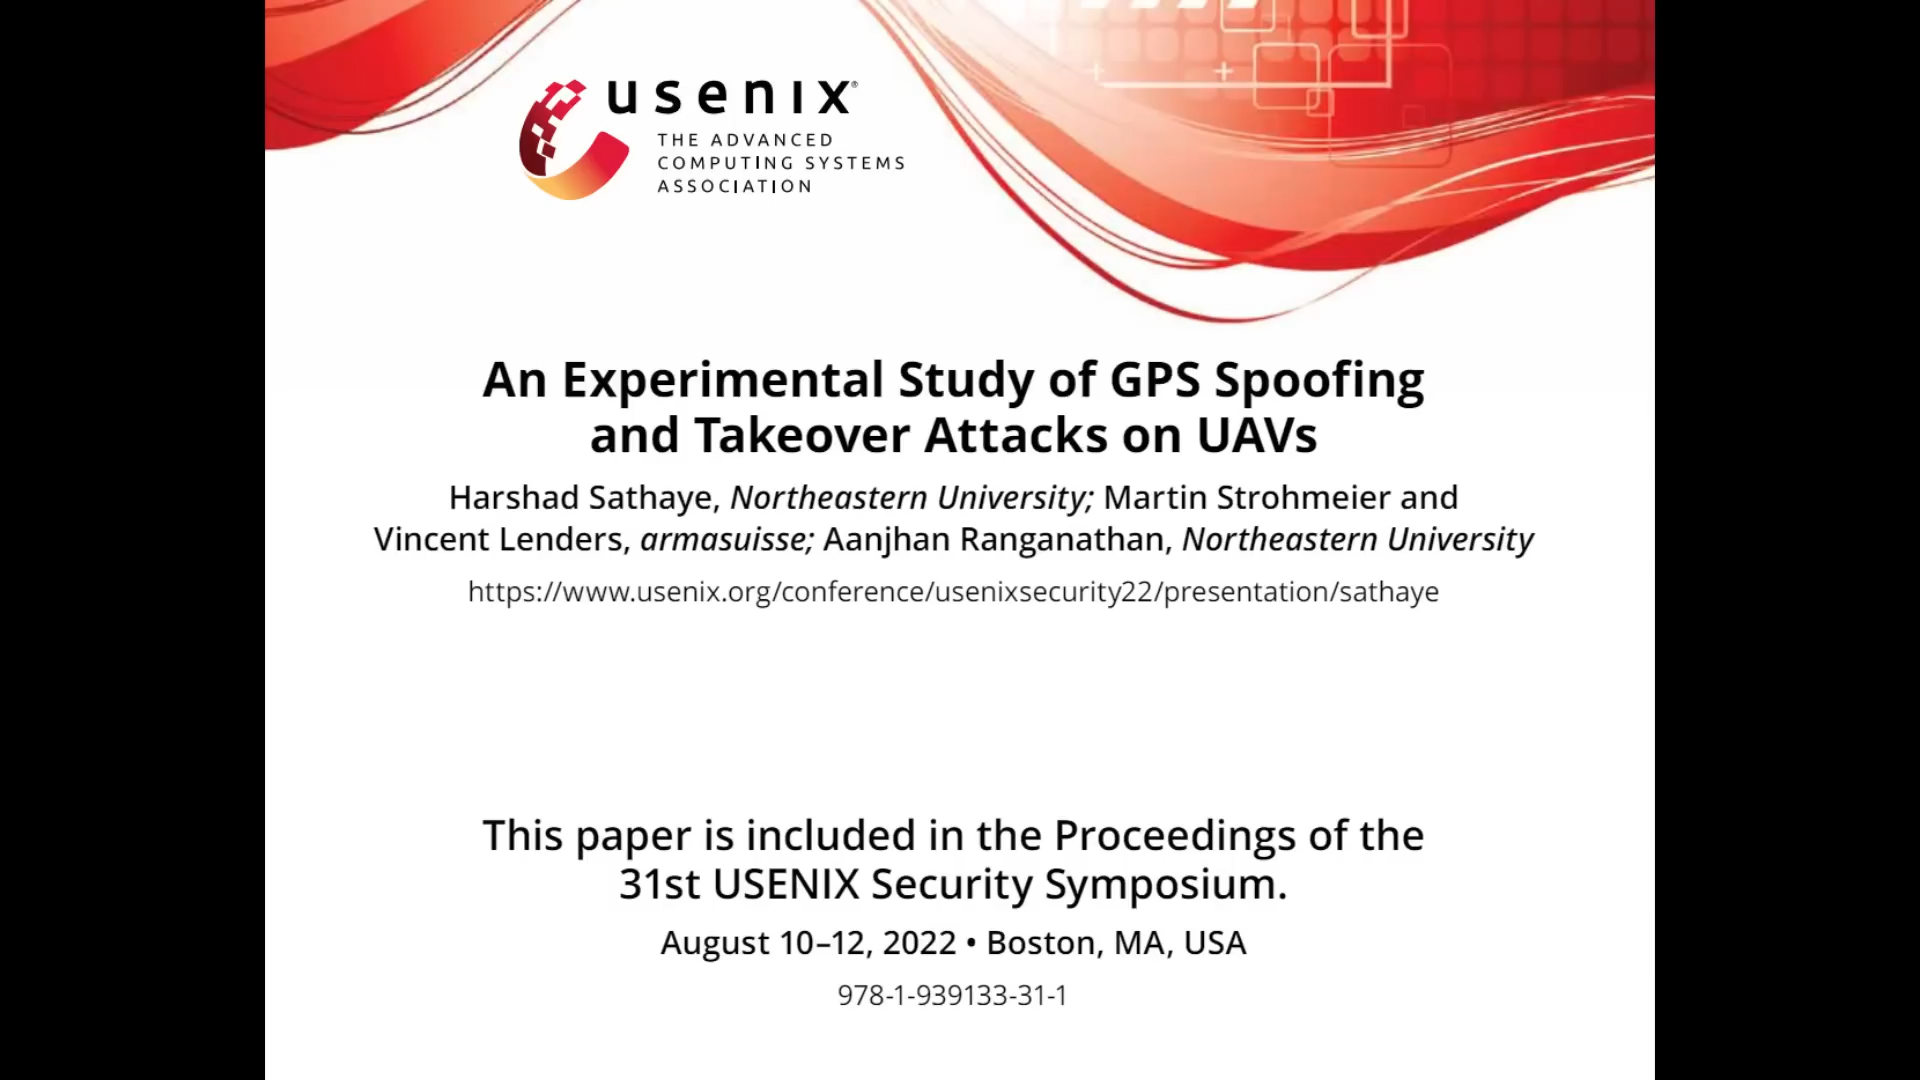 usenix®
THE ADVANCED
COMPUTING SYSTEMS
ASSOCIATION
An Experimental Study of GPS Spoofing
and Takeover Attacks on UAVs
Harshad Sathaye, Northeastern University; Martin Strohmeier and
Vincent Lenders, armasuisse; Aanjhan Ranganathan, Northeastern University
https://www.usenix.org/conference/usenixsecurity22/presentation/sathaye
This paper is included in the Proceedings of the
31st USENIX Security Symposium.
August 10–12, 2022 • Boston, MA, USA
978-1-939133-31-1